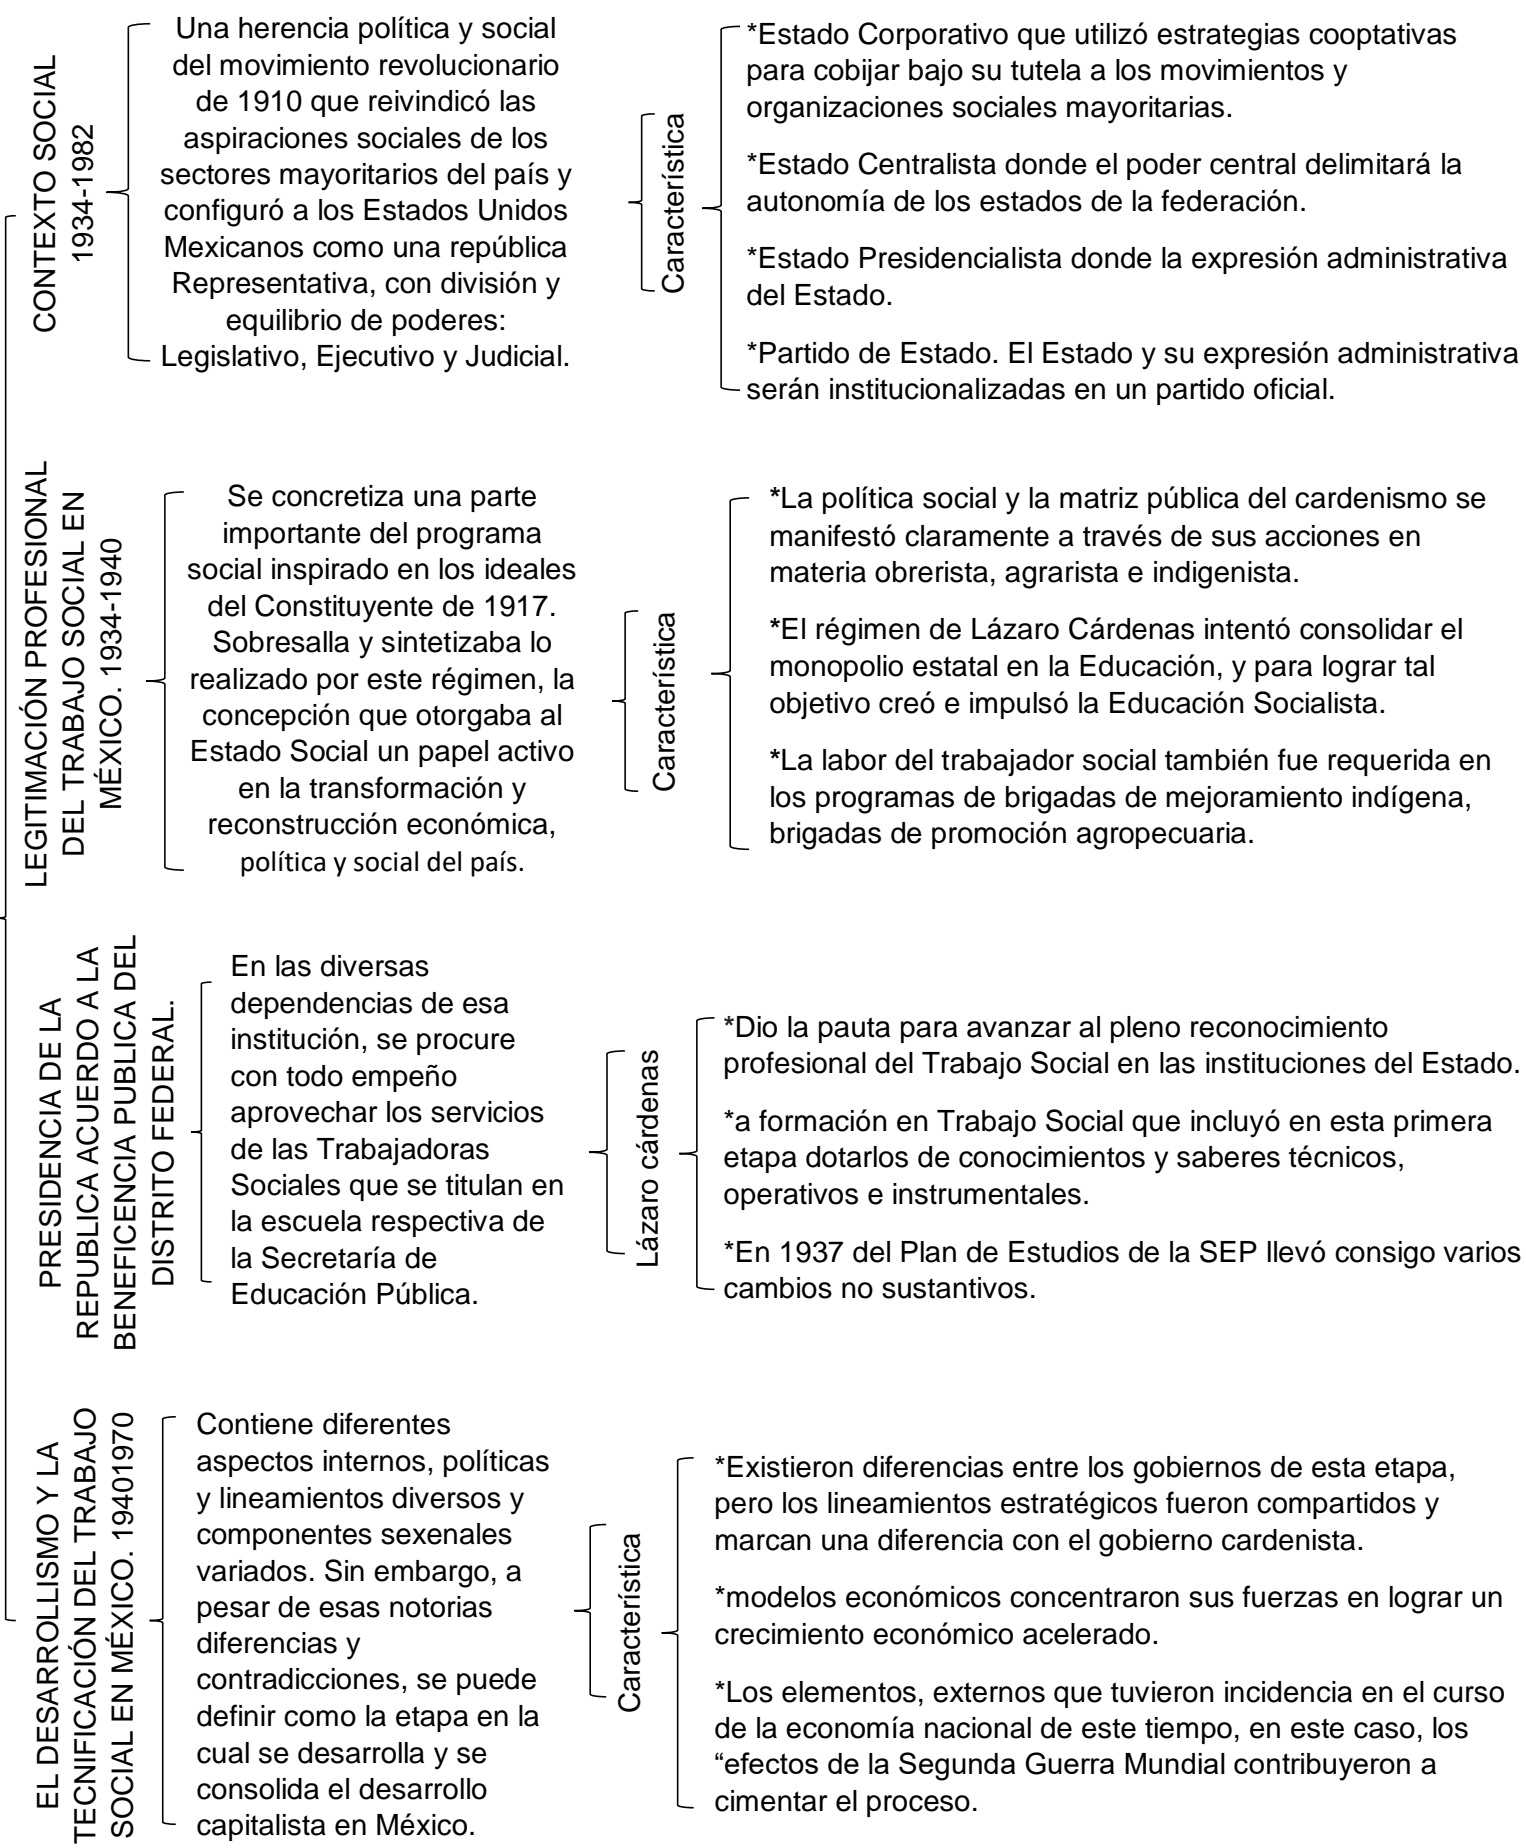 CONTEXTO SOCIAL
1934-1982
Una herencia política y social
del movimiento revolucionario
de 1910 que reivindicó las
aspiraciones sociales de los
sectores mayoritarios del país y
configuró a los Estados Unidos
Mexicanos como una república
Representativa, con división y
equilibrio de poderes:
Legislativo, Ejecutivo y Judicial.
Característica
*Estado Corporativo que utilizó estrategias cooptativas
para cobijar bajo su tutela a los movimientos y
organizaciones sociales mayoritarias.
*Estado Centralista donde el poder central delimitará la
autonomía de los estados de la federación.
*Estado Presidencialista donde la expresión administrativa
del Estado.
*Partido de Estado. El Estado y su expresión administrativa
serán institucionalizadas en un partido oficial.
LEGITIMACIÓN PROFESIONAL
DEL TRABAJO SOCIAL EN
MÉXICO. 1934-1940
Se concretiza una parte
importante del programa
social inspirado en los ideales
del Constituyente de 1917.
Sobresalla y sintetizaba lo
realizado por este régimen, la
concepción que otorgaba al
Estado Social un papel activo
en la transformación y
reconstrucción económica,
política y social del país.
Característica
*La política social y la matriz pública del cardenismo se
manifestó claramente a través de sus acciones en
materia obrerista, agrarista e indigenista.
*El régimen de Lázaro Cárdenas intentó consolidar el
monopolio estatal en la Educación, y para lograr tal
objetivo creó e impulsó la Educación Socialista.
*La labor del trabajador social también fue requerida en
los programas de brigadas de mejoramiento indígena,
brigadas de promoción agropecuaria.
PRESIDENCIA DE LA
REPUBLICA ACUERDO A LA
BENEFICENCIA PUBLICA DEL
DISTRITO FEDERAL.
En las diversas
dependencias de esa
institución, se procure
con todo empeño
aprovechar los servicios
de las Trabajadoras
Sociales que se titulan en
la escuela respectiva de
la Secretaría de
Educación Pública.
Lázaro cárdenas
*Dio la pauta para avanzar al pleno reconocimiento
profesional del Trabajo Social en las instituciones del Estado.
*a formación en Trabajo Social que incluyó en esta primera
etapa dotarlos de conocimientos y saberes técnicos,
operativos e instrumentales.
*En 1937 del Plan de Estudios de la SEP llevó consigo varios
cambios no sustantivos.
EL DESARROLLISMO Y LA
TECNIFICACIÓN DEL TRABAJO
SOCIAL EN MÉXICO. 19401970
Contiene diferentes
aspectos internos, políticas
y lineamientos diversos y
componentes sexenales
variados. Sin embargo, a
pesar de esas notorias
diferencias y
contradicciones, se puede
definir como la etapa en la
cual se desarrolla y se
consolida el desarrollo
capitalista en México.
Característica
*Existieron diferencias entre los gobiernos de esta etapa,
pero los lineamientos estratégicos fueron compartidos y
marcan una diferencia con el gobierno cardenista.
*modelos económicos concentraron sus fuerzas en lograr un
crecimiento económico acelerado.
*Los elementos, externos que tuvieron incidencia en el curso
de la economía nacional de este tiempo, en este caso, los
“efectos de la Segunda Guerra Mundial contribuyeron a
cimentar el proceso.